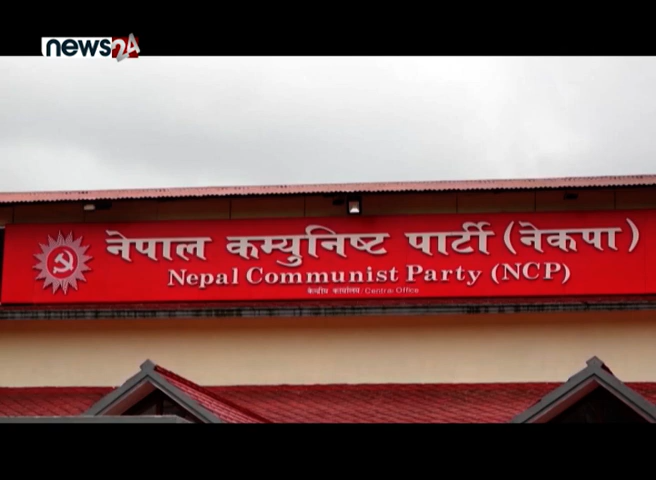 news24
नेपाल कम्युनिष्ट पार्टी (नेकपा)
Nepal Communist Party (NCP)
केन्द्रीय कार्यालय/Central Office